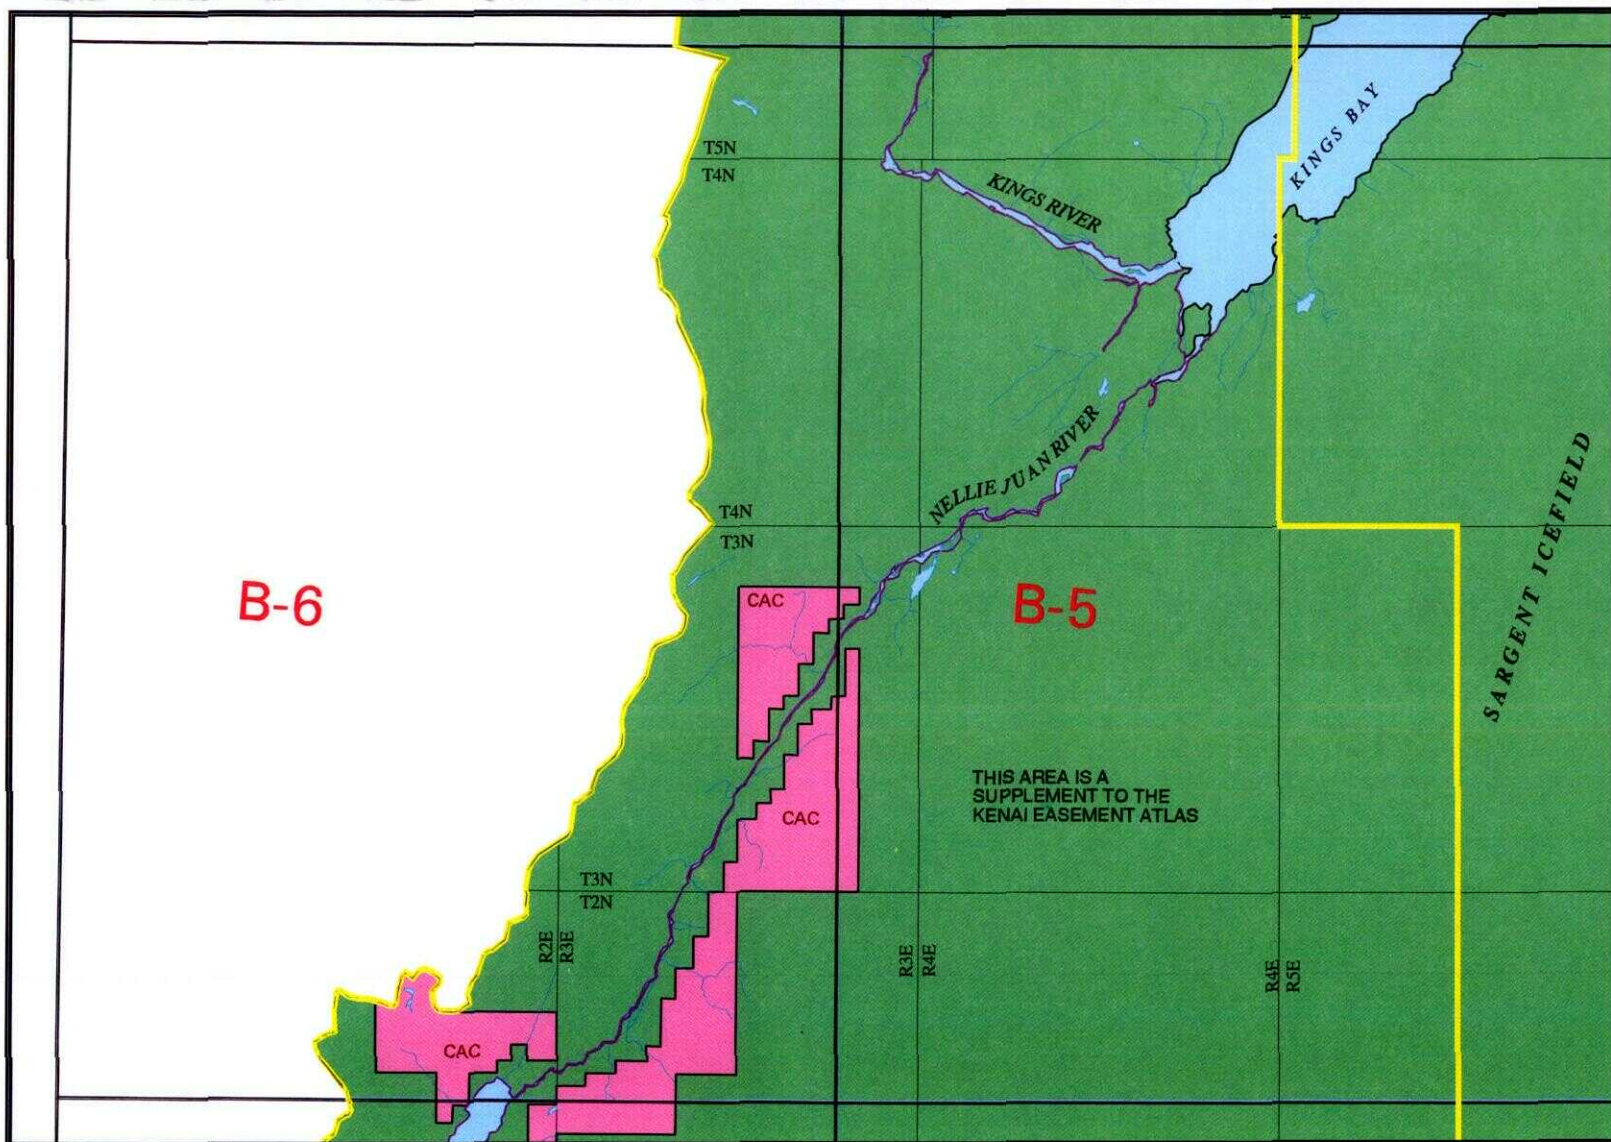 T5N
T4N
KINGS RIVER
KINGS BAY
NELLIE JUAN RIVER
T4N
T3N
B-6
B-5
CAC
SARGENT ICEFIELD
THIS AREA IS A
SUPPLEMENT TO THE
KENAI EASEMENT ATLAS
CAC
T3N
T2N
R2E
R3E
R3E
R4E
R4E
R5E
CAC